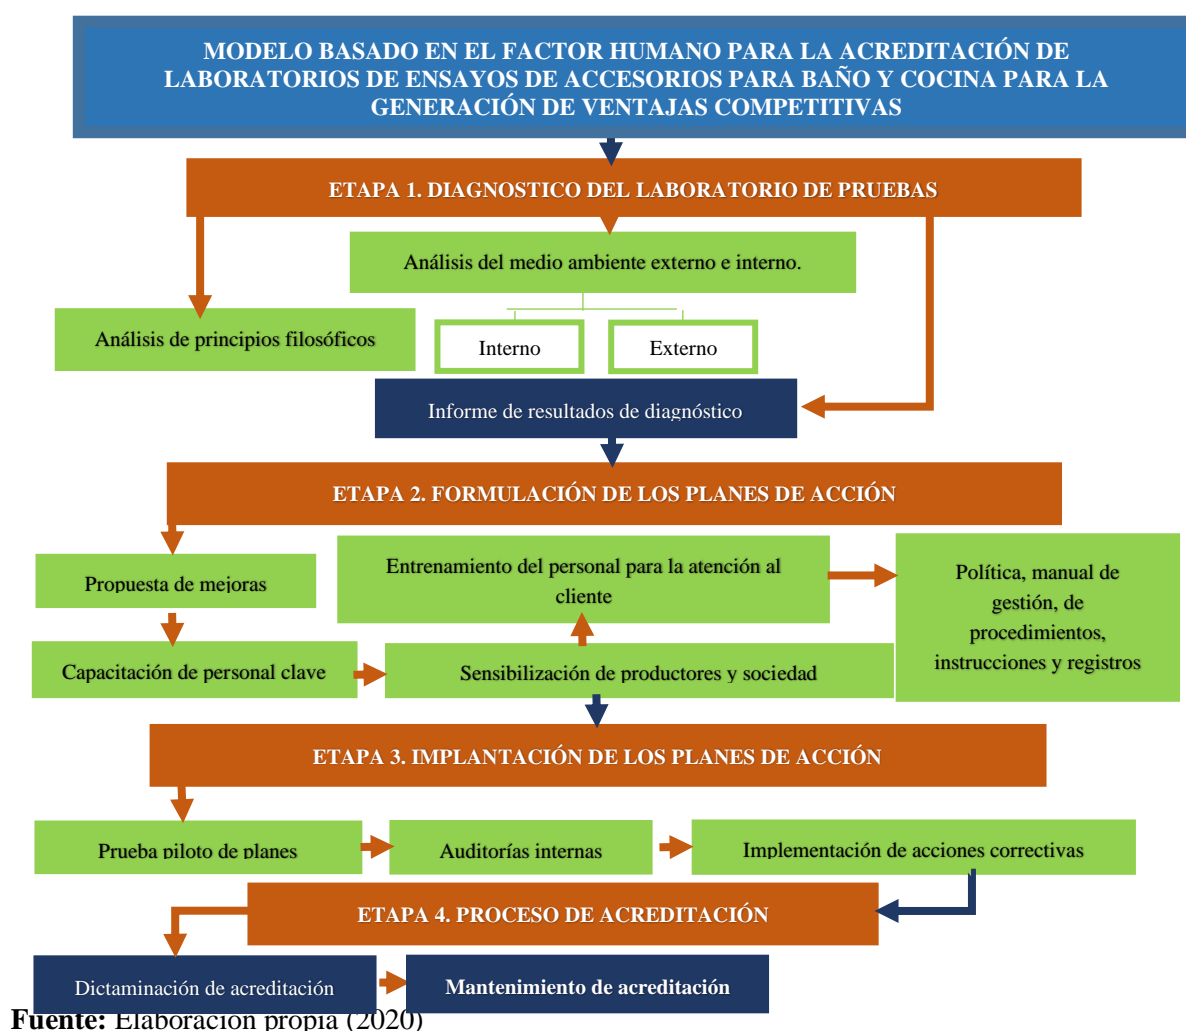 MODELO BASADO EN EL FACTOR HUMANO PARA LA ACREDITACIÓN DE
LABORATORIOS DE ENSAYOS DE ACCESORIOS PARA BAÑO Y COCINA PARA LA
GENERACIÓN DE VENTAJAS COMPETITIVAS
ETAPA 1. DIAGNOSTICO DEL LABORATORIO DE PRUEBAS
Análisis del medio ambiente externo e interno.
Análisis de principios filosóficos
Interno
Externo
Informe de resultados de diagnóstico
ETAPA 2. FORMULACIÓN DE LOS PLANES DE ACCIÓN
Propuesta de mejoras
Entrenamiento del personal para la atención al
cliente
Política, manual de
gestión, de
procedimientos,
instrucciones y registros
Capacitación de personal clave
Sensibilización de productores y sociedad
ETAPA 3. IMPLANTACIÓN DE LOS PLANES DE ACCIÓN
Prueba piloto de planes
Auditorías internas
Implementación de acciones correctivas
ETAPA 4. PROCESO DE ACREDITACIÓN
Dictaminación de acreditación
Mantenimiento de acreditación
Fuente: Elaboración propia (2020)